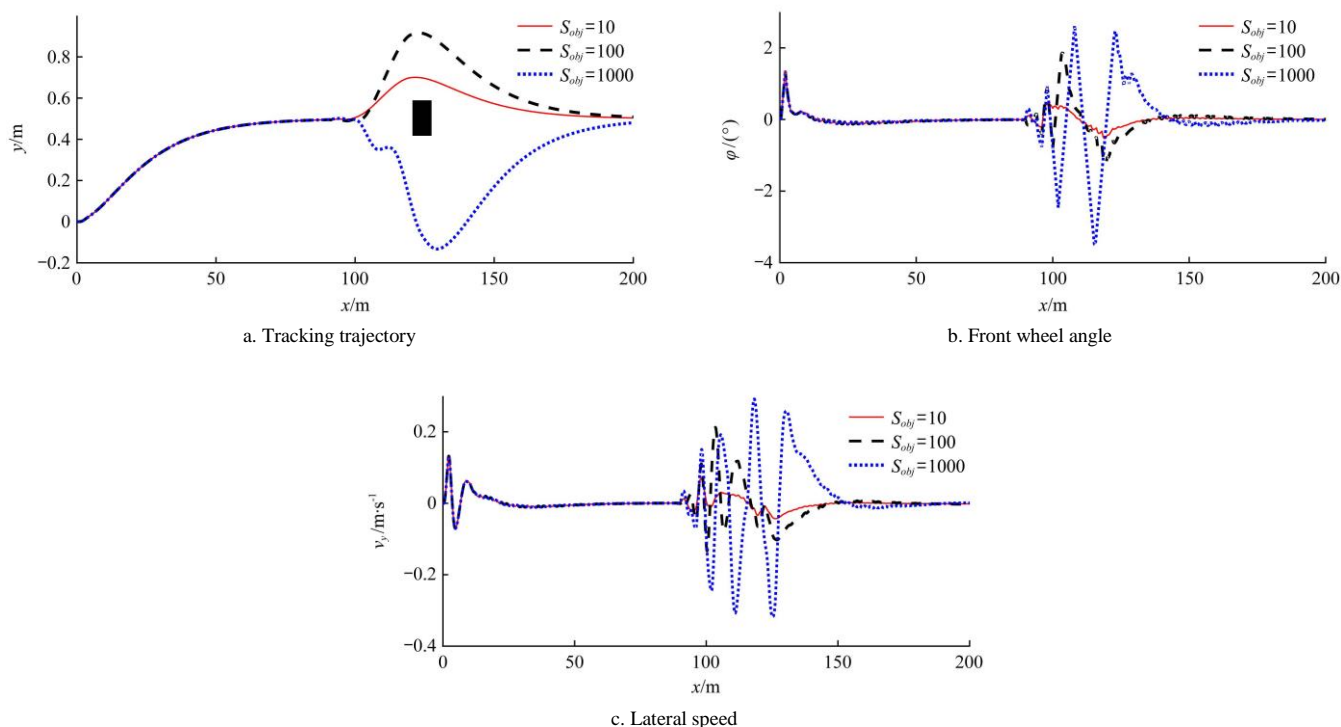 S_obj=10
S_obj=100
S_obj=1000
0.8
0.6
0.4
0.2
0
−0.2
y/m
0 50 100 150 200
x/m
a. Tracking trajectory
S_obj=10
S_obj=100
S_obj=1000
2
0
−2
−4
φ/(°)
0 50 100 150 200
x/m
b. Front wheel angle
S_obj=10
S_obj=100
S_obj=1000
0.2
0
−0.2
−0.4
v_y/m·s⁻¹
0 50 100 150 200
x/m
c. Lateral speed